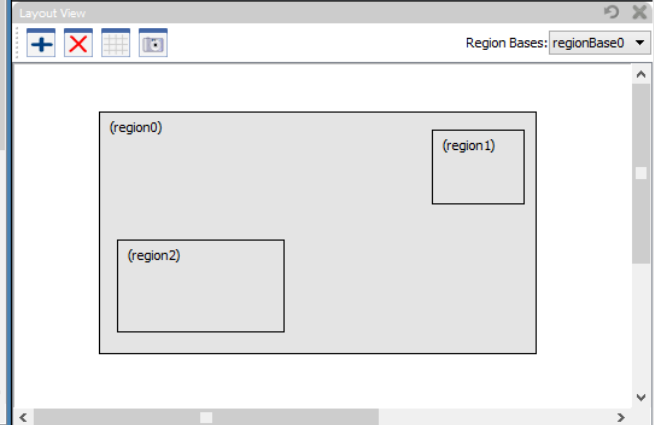 Layout View
Region Bases: regionBase0
(region0)
(region1)
(region2)